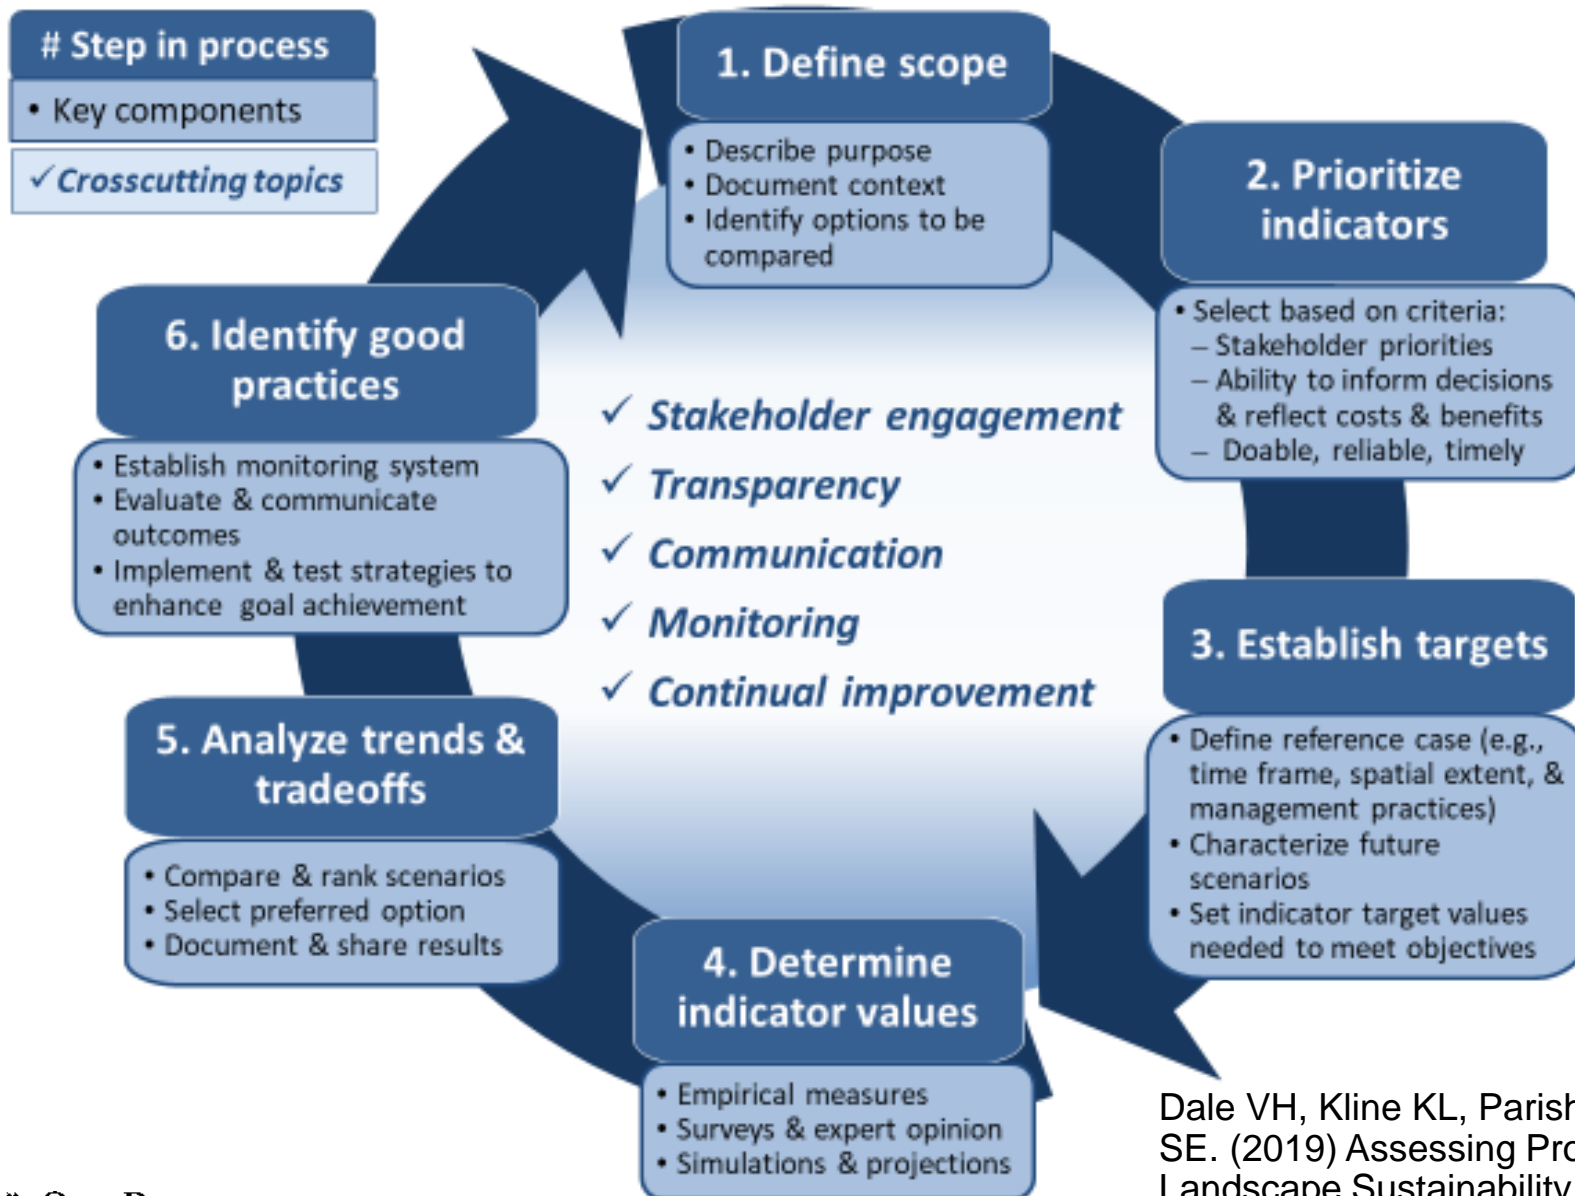 # Step in process
• Key components
✓ Crosscutting topics
1. Define scope
• Describe purpose
• Document context
• Identify options to be
compared
2. Prioritize
indicators
• Select based on criteria:
– Stakeholder priorities
– Ability to inform decisions
& reflect costs & benefits
– Doable, reliable, timely
3. Establish targets
• Define reference case (e.g.,
time frame, spatial extent, &
management practices)
• Characterize future
scenarios
• Set indicator target values
needed to meet objectives
4. Determine
indicator values
• Empirical measures
• Surveys & expert opinion
• Simulations & projections
5. Analyze trends &
tradeoffs
• Compare & rank scenarios
• Select preferred option
• Document & share results
6. Identify good
practices
• Establish monitoring system
• Evaluate & communicate
outcomes
• Implement & test strategies to
enhance goal achievement
✓ Stakeholder engagement
✓ Transparency
✓ Communication
✓ Monitoring
✓ Continual improvement
Dale VH, Kline KL, Parish
SE. (2019) Assessing
Landscape Sustainability